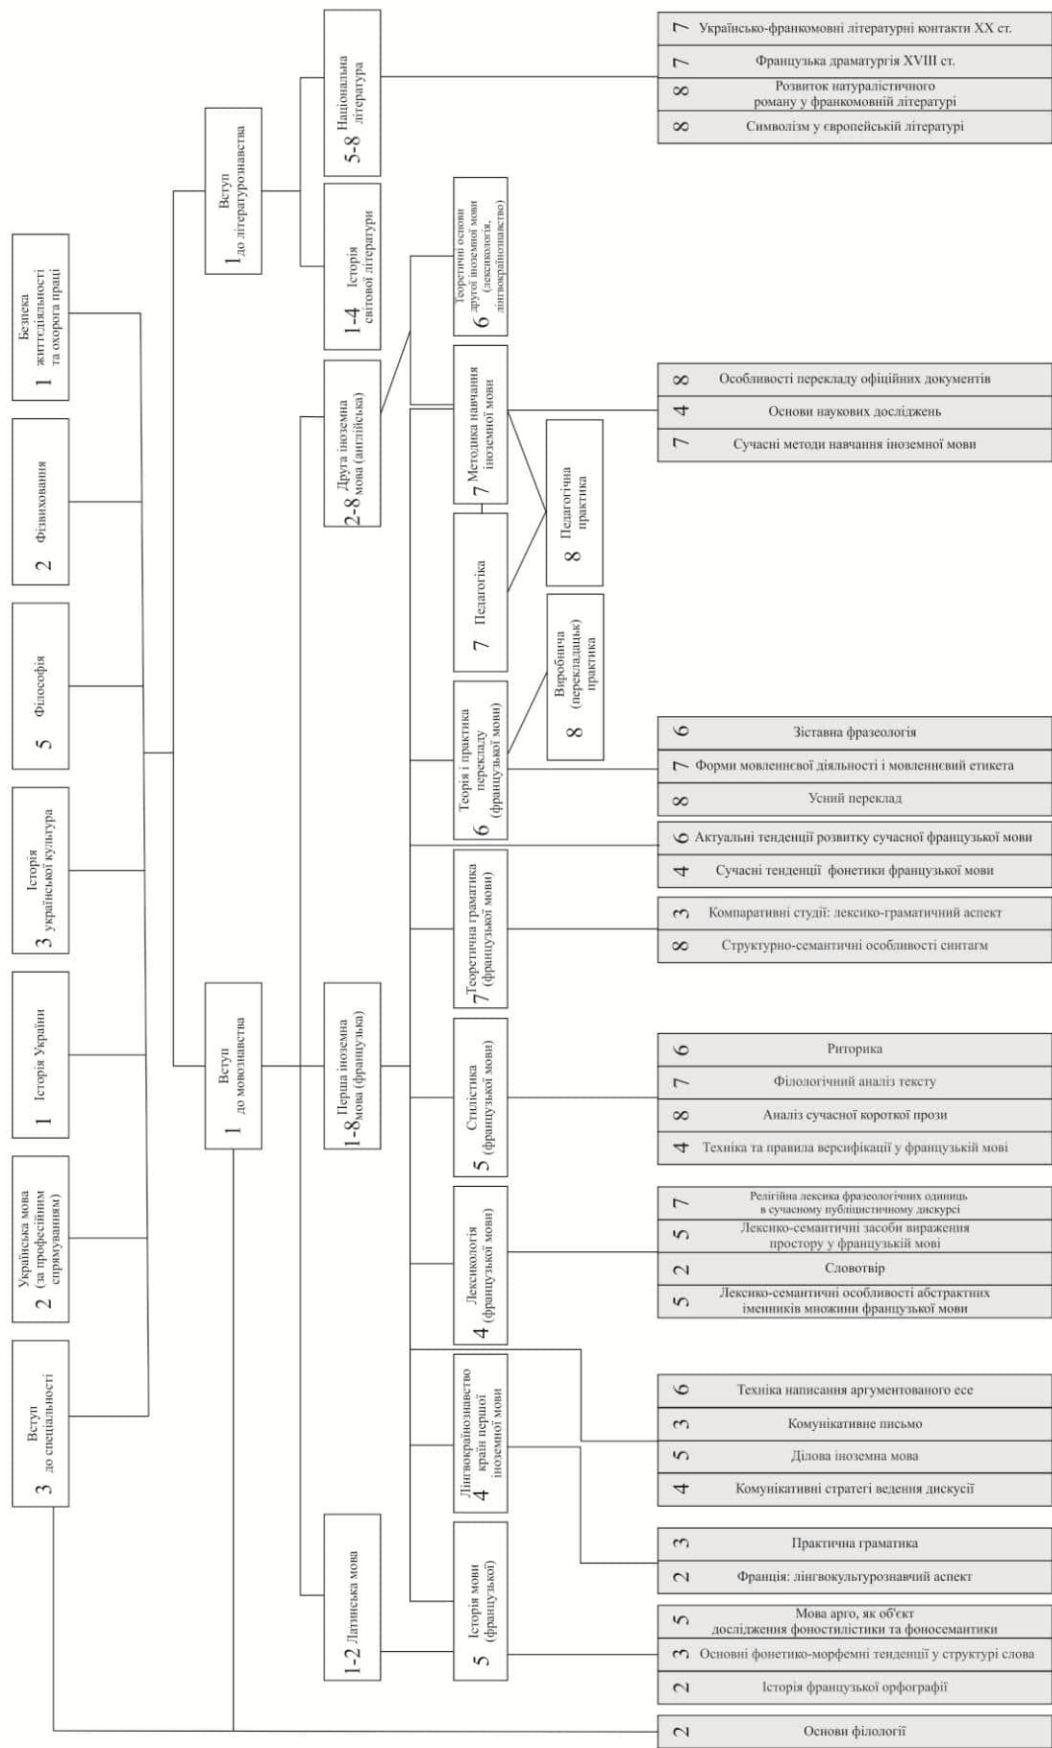 Вступ
3 до спеціальності
Українська мова
2 (за професійним
спрямуванням)
1 Історія України
Історія
3 української культура
5 Філософія
2 Фізвиховання
Безпека
1 життєдіяльності
та охорога праці
Вступ
1 до мовознавства
Вступ
1 до літературознавства
1-2 Латинська мова
1-8 Перша іноземна
мова (французька)
2-8 Друга іноземна
мова (англійська)
1-4 Історія
світової літератури
5-8 Національна
література
5 Історія мови
(французької)
Лінгвокраїнознавство
4 країн першої
іноземної мови
4 Лексикологія
(французької мови)
5 Стилістика
(французької мови)
7 Теоретична граматика
(французької мови)
Теорія і практика
6 перекладу
(французької мови)
7 Педагогіка
7 Методика навчання
іноземної мови
Теоретичні основи
6 другої іноземної мови
(лексикологія,
лінгвокраїнознавство)
Виробнича
8 (перекладацьк)
практика
8 Педагогічна
практика
2 Основи філології
2 Історія французької орфографії
3 Основні фонетико-морфемні тенденції у структурі слова
5 Мова арго, як об'єкт
дослідження фоностилістики та фоносемантики
2 Франція: лінгвокультурознавчий аспект
3 Практична граматика
4 Комунікативні стратегі ведення дискусії
5 Ділова іноземна мова
3 Комунікативне письмо
6 Техніка написання аргументованого есе
5 Лексико-семантичні особливості абстрактних
іменників множини французької мови
2 Словотвір
5 Лексико-семантичні засоби вираження
простору у французькій мові
7 Релігійна лексика фразеологічних одиниць
в сучасному публіцистичному дискурсі
4 Техніка та правила версифікації у французькій мові
8 Аналіз сучасної короткої прози
7 Філологічний аналіз тексту
6 Риторика
8 Структурно-семантичні особливості синтагм
3 Компаративні студії: лексико-граматичний аспект
4 Сучасні тенденції фонетики французької мови
6 Актуальні тенденції розвитку сучасної французької мови
8 Усний переклад
7 Форми мовленнєвої діяльності і мовленнєвий етикета
6 Зіставна фразеологія
7 Сучасні методи навчання іноземної мови
4 Основи наукових досліджень
8 Особливості перекладу офіційних документів
8 Символізм у європейській літературі
8 Розвиток натуралістичного
роману у франкомовній літературі
7 Французька драматургія XVIII ст.
7 Українсько-франкомовні літературні контакти XX ст.